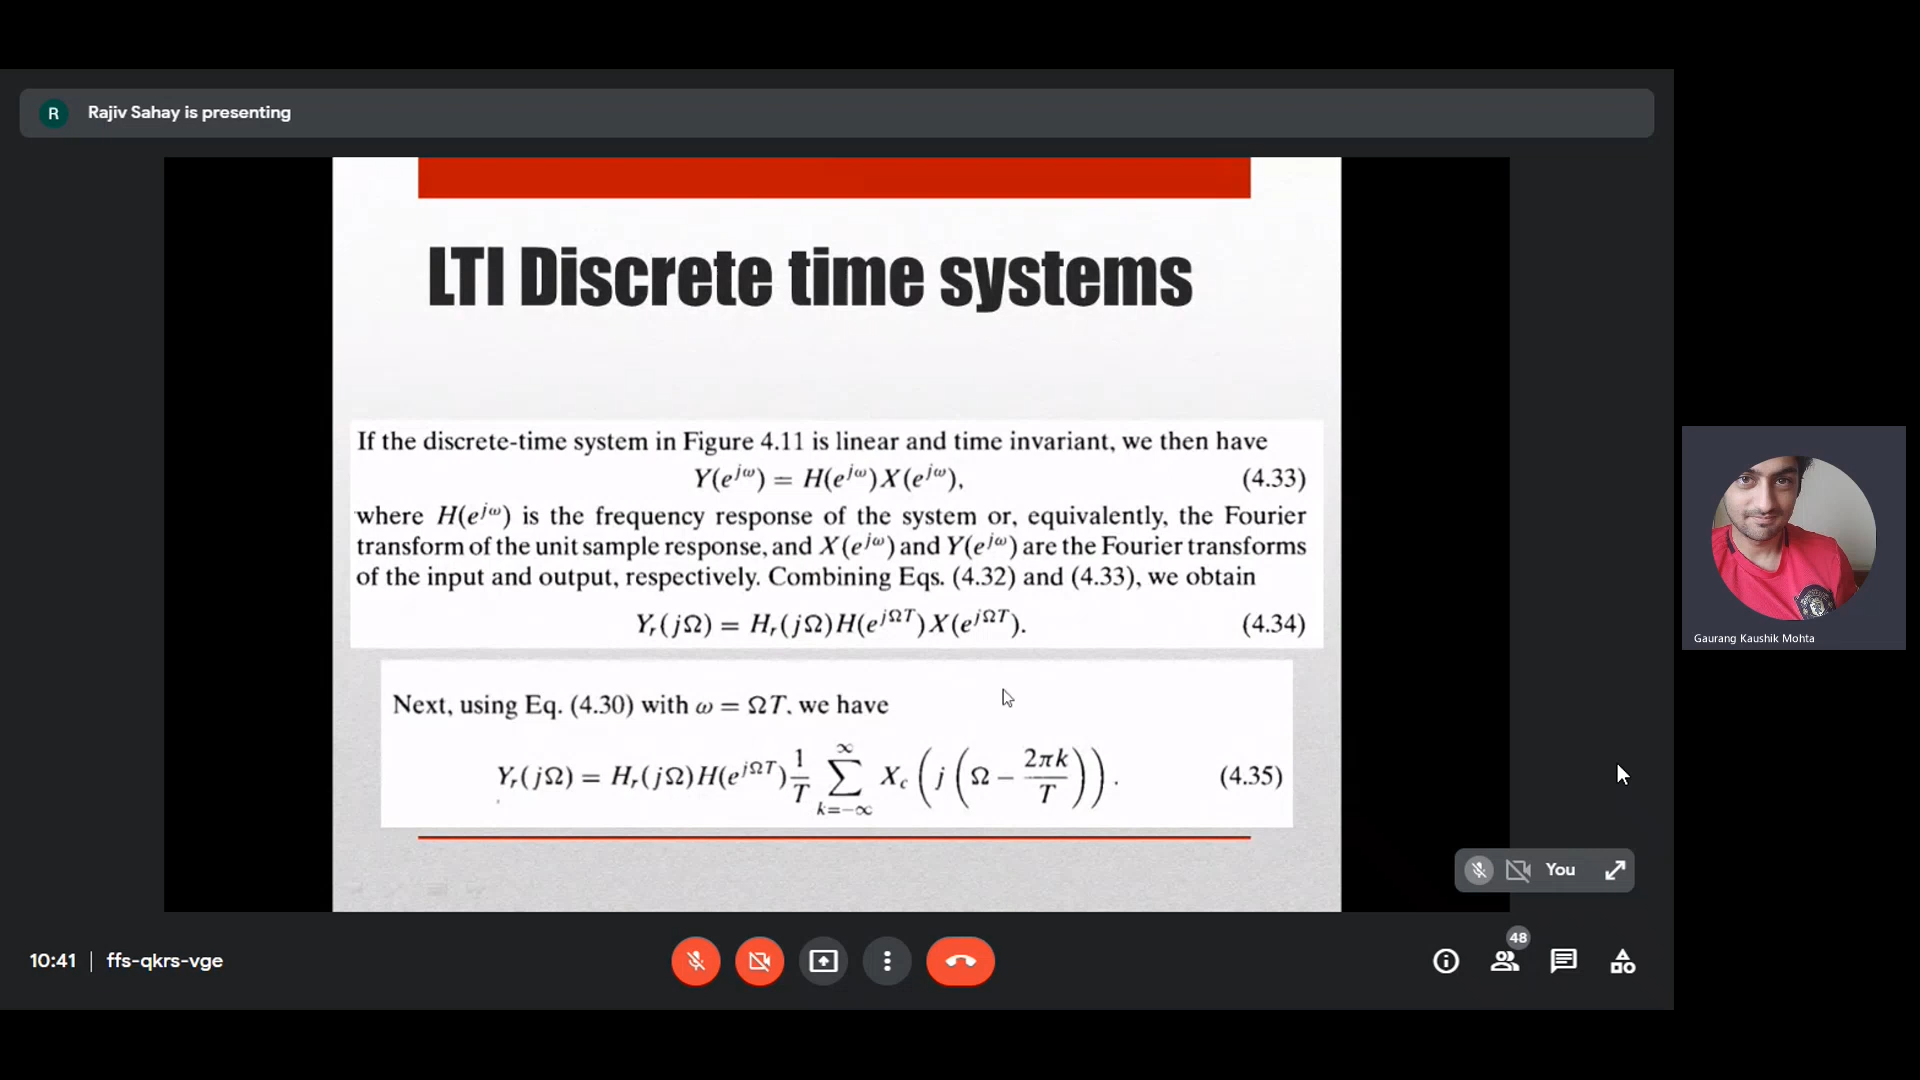 R Rajiv Sahay is presenting
LTI Discrete time systems
If the discrete-time system in Figure 4.11 is linear and time invariant, we then have
Y(e^{jω}) = H(e^{jω})X(e^{jω}), (4.33)
where H(e^{jω}) is the frequency response of the system or, equivalently, the Fourier
transform of the unit sample response, and X(e^{jω}) and Y(e^{jω}) are the Fourier transforms
of the input and output, respectively. Combining Eqs. (4.32) and (4.33), we obtain
Y_r(jΩ) = H_r(jΩ)H(e^{jΩT})X(e^{jΩT}). (4.34)
Next, using Eq. (4.30) with ω = ΩT, we have
Y_r(jΩ) = H_r(jΩ)H(e^{jΩT}) \frac{1}{T} \sum_{k=-∞}^{∞} X_c(j(Ω − \frac{2πk}{T})). (4.35)
Gaurang Kaushik Mohta
You
10:41 | ffs-qkrs-vge
48